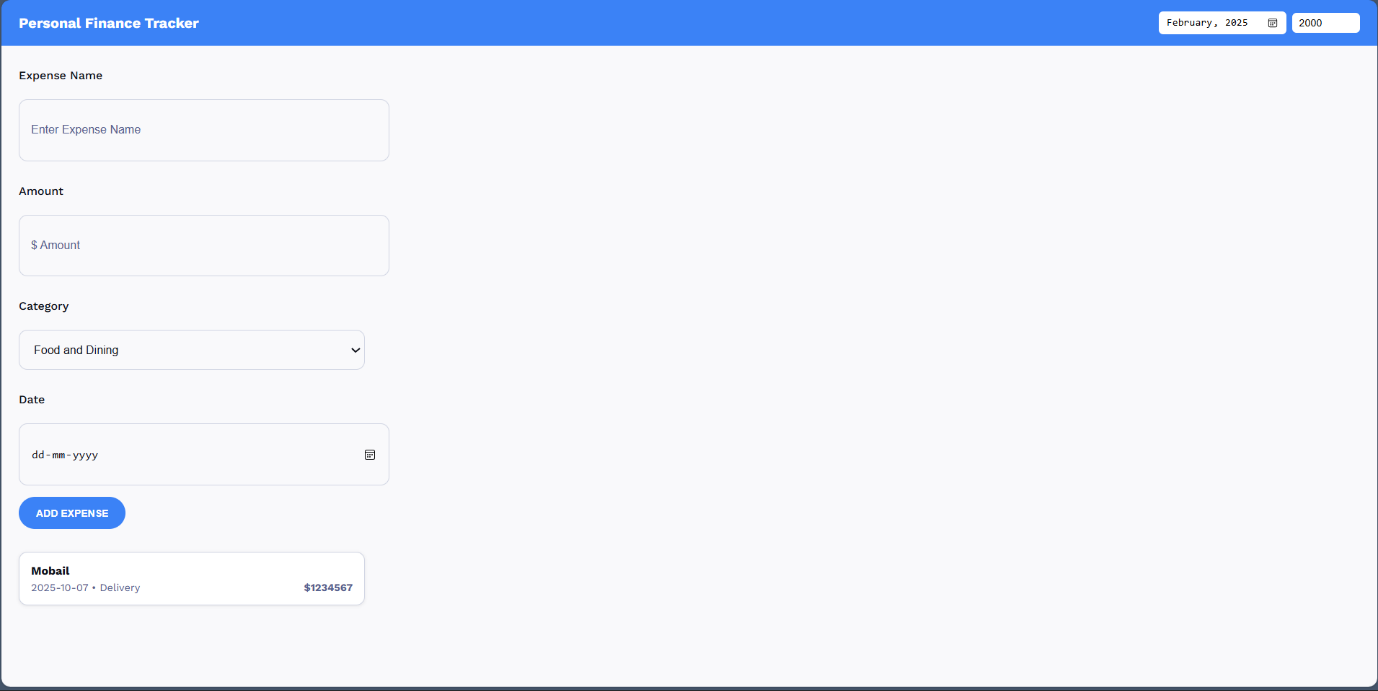 Personal Finance Tracker
February, 2025
2000
Expense Name
Enter Expense Name
Amount
$ Amount
Category
Food and Dining
Date
dd-mm-yyyy
ADD EXPENSE
Mobail
2025-10-07 • Delivery
$1234567